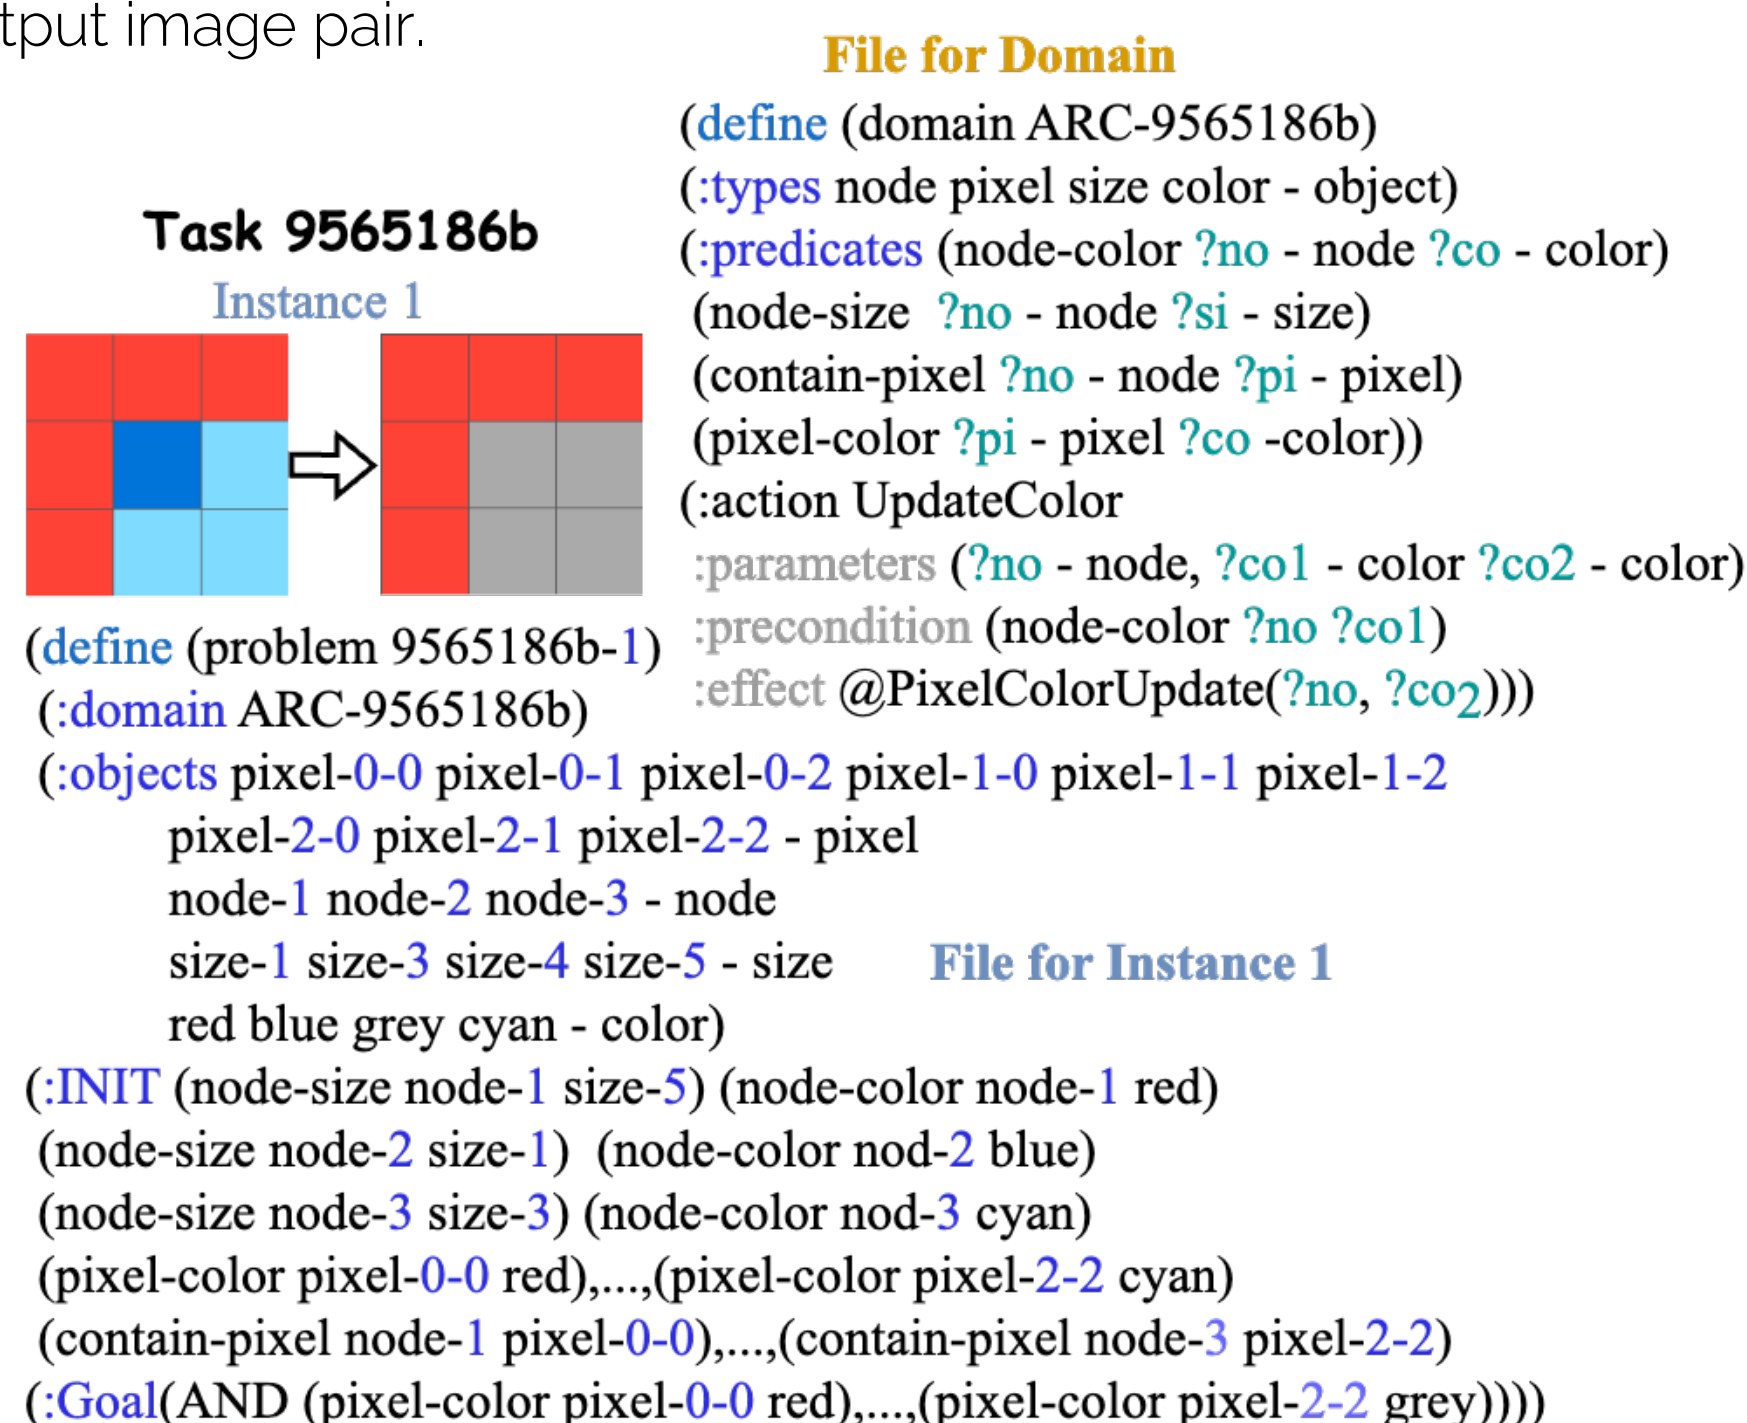 tput image pair.
File for Domain
(define (domain ARC-9565186b)
(:types node pixel size color - object)
(:predicates (node-color ?no - node ?co - color)
(node-size ?no - node ?si - size)
(contain-pixel ?no - node ?pi - pixel)
(pixel-color ?pi - pixel ?co -color))
(:action UpdateColor
:parameters (?no - node, ?co1 - color ?co2 - color)
:precondition (node-color ?no ?co1)
:effect @PixelColorUpdate(?no, ?co2)))
Task 9565186b
Instance 1
(define (problem 9565186b-1)
(:domain ARC-9565186b)
(:objects pixel-0-0 pixel-0-1 pixel-0-2 pixel-1-0 pixel-1-1 pixel-1-2
pixel-2-0 pixel-2-1 pixel-2-2 - pixel
node-1 node-2 node-3 - node
size-1 size-3 size-4 size-5 - size
red blue grey cyan - color)
File for Instance 1
(:INIT (node-size node-1 size-5) (node-color node-1 red)
(node-size node-2 size-1) (node-color nod-2 blue)
(node-size node-3 size-3) (node-color nod-3 cyan)
(pixel-color pixel-0-0 red),...,(pixel-color pixel-2-2 cyan)
(contain-pixel node-1 pixel-0-0),...,(contain-pixel node-3 pixel-2-2)
(:Goal(AND (pixel-color pixel-0-0 red),...,(pixel-color pixel-2-2 grey))))